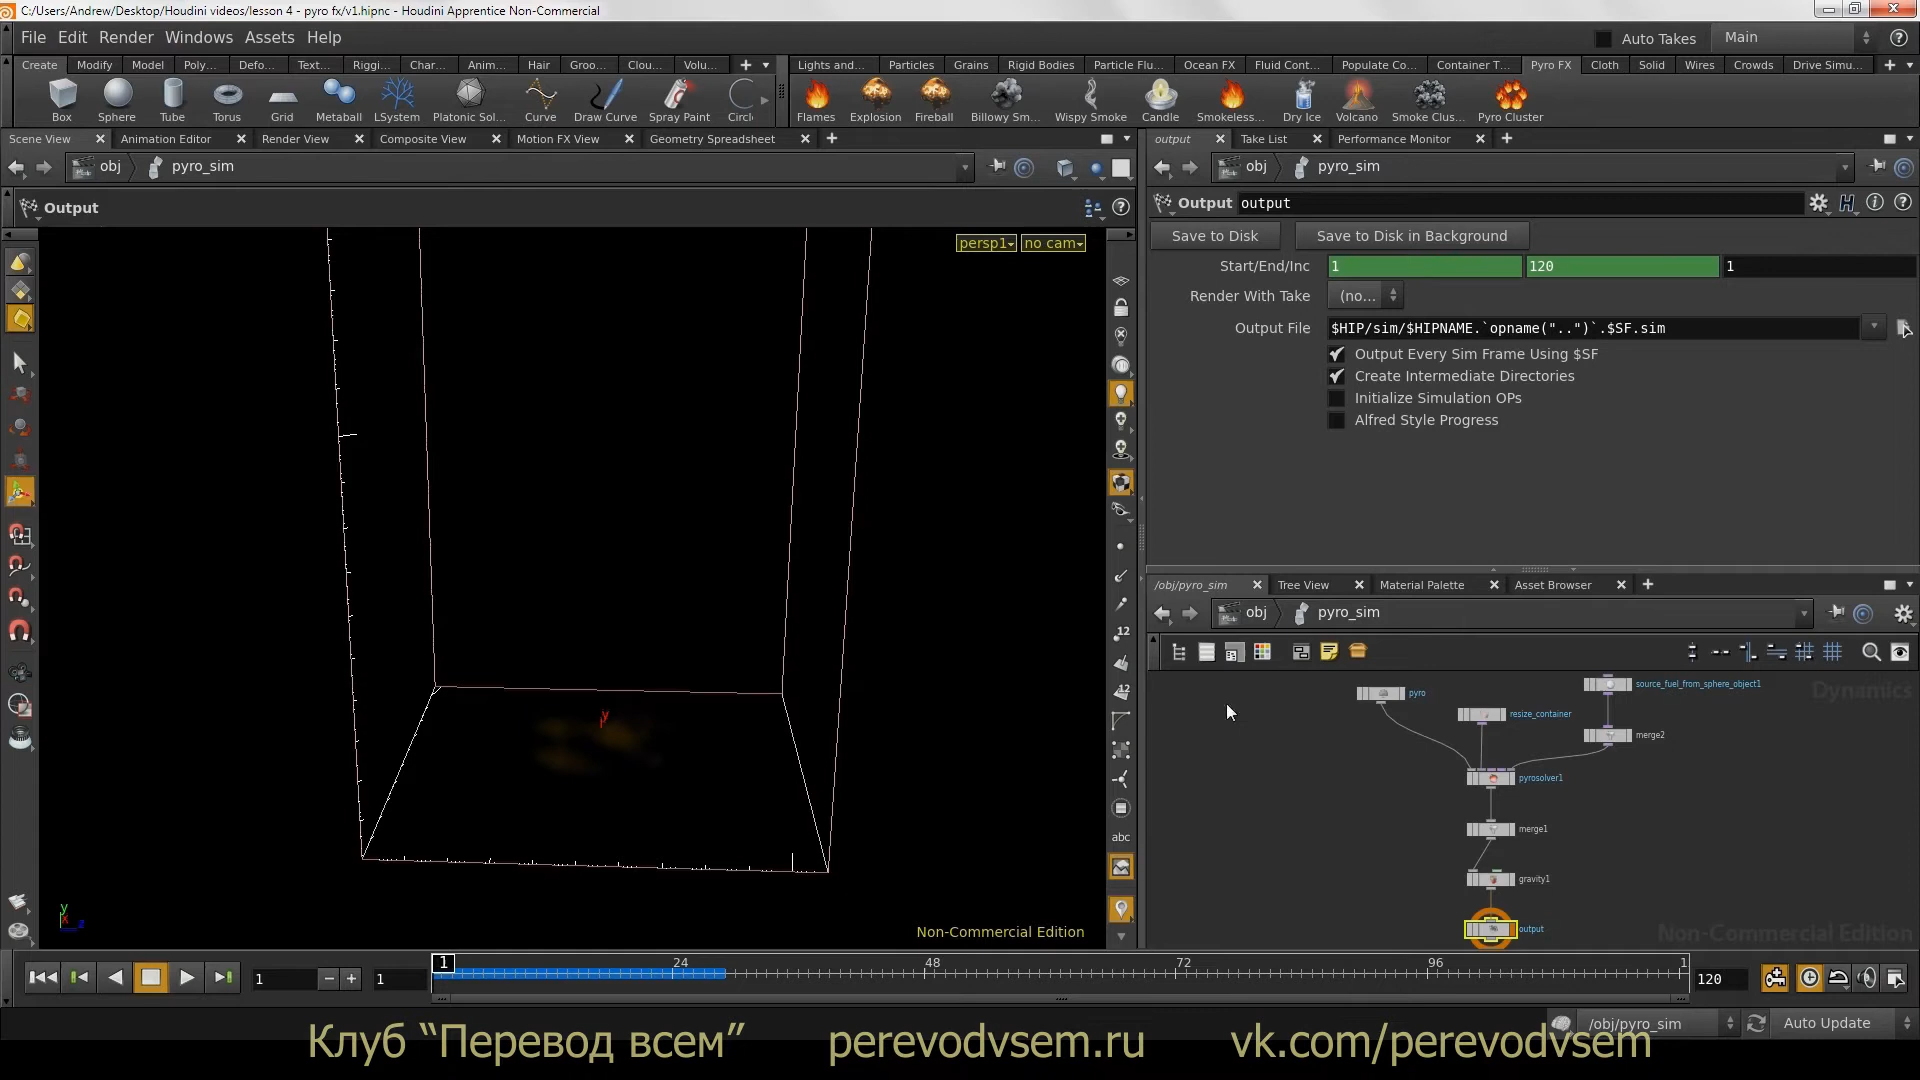 C:/Users/Andrew/Desktop/Houdini videos/lesson 4 - pyro fx/v1.hipnc - Houdini Apprentice Non-Commercial
File Edit Render Windows Assets Help
Auto Takes Main
Create Modify Model Poly... Defo... Text... Riggi... Char... Anim... Hair Groo... Clou... Volu...
Lights and... Particles Grains Rigid Bodies Particle Flu... Ocean FX Fluid Cont... Populate Co... Container T... Pyro FX Cloth Solid Wires Crowds Drive Simu...
Box Sphere Tube Torus Grid Metaball LSystem Platonic Sol... Curve Draw Curve Spray Paint Circl
Flames Explosion Fireball Billowy Sm... Wispy Smoke Candle Smokeless... Dry Ice Volcano Smoke Clus... Pyro Cluster
Scene View Animation Editor Render View Composite View Motion FX View Geometry Spreadsheet
output Take List Performance Monitor
obj pyro_sim
obj pyro_sim
Output
Output output
persp1 no cam
Save to Disk Save to Disk in Background
Start/End/Inc 1 120 1
Render With Take (no...
Output File $HIP/sim/$HIPNAME.`opname("..")`.$SF.sim
Output Every Sim Frame Using $SF
Create Intermediate Directories
Initialize Simulation OPs
Alfred Style Progress
/obj/pyro_sim Tree View Material Palette Asset Browser
obj pyro_sim
12
12
abc
y
y
x
z
Non-Commercial Edition
Dynamics
pyro
source_fuel_from_sphere_object1
resize_container
merge2
pyrosolver1
merge1
gravity1
output
Non-Commercial Edition
1 1 1 24 48 72 96 1 120
/obj/pyro_sim Auto Update
Клуб “Перевод всем” perevodvsem.ru vk.com/perevodvsem